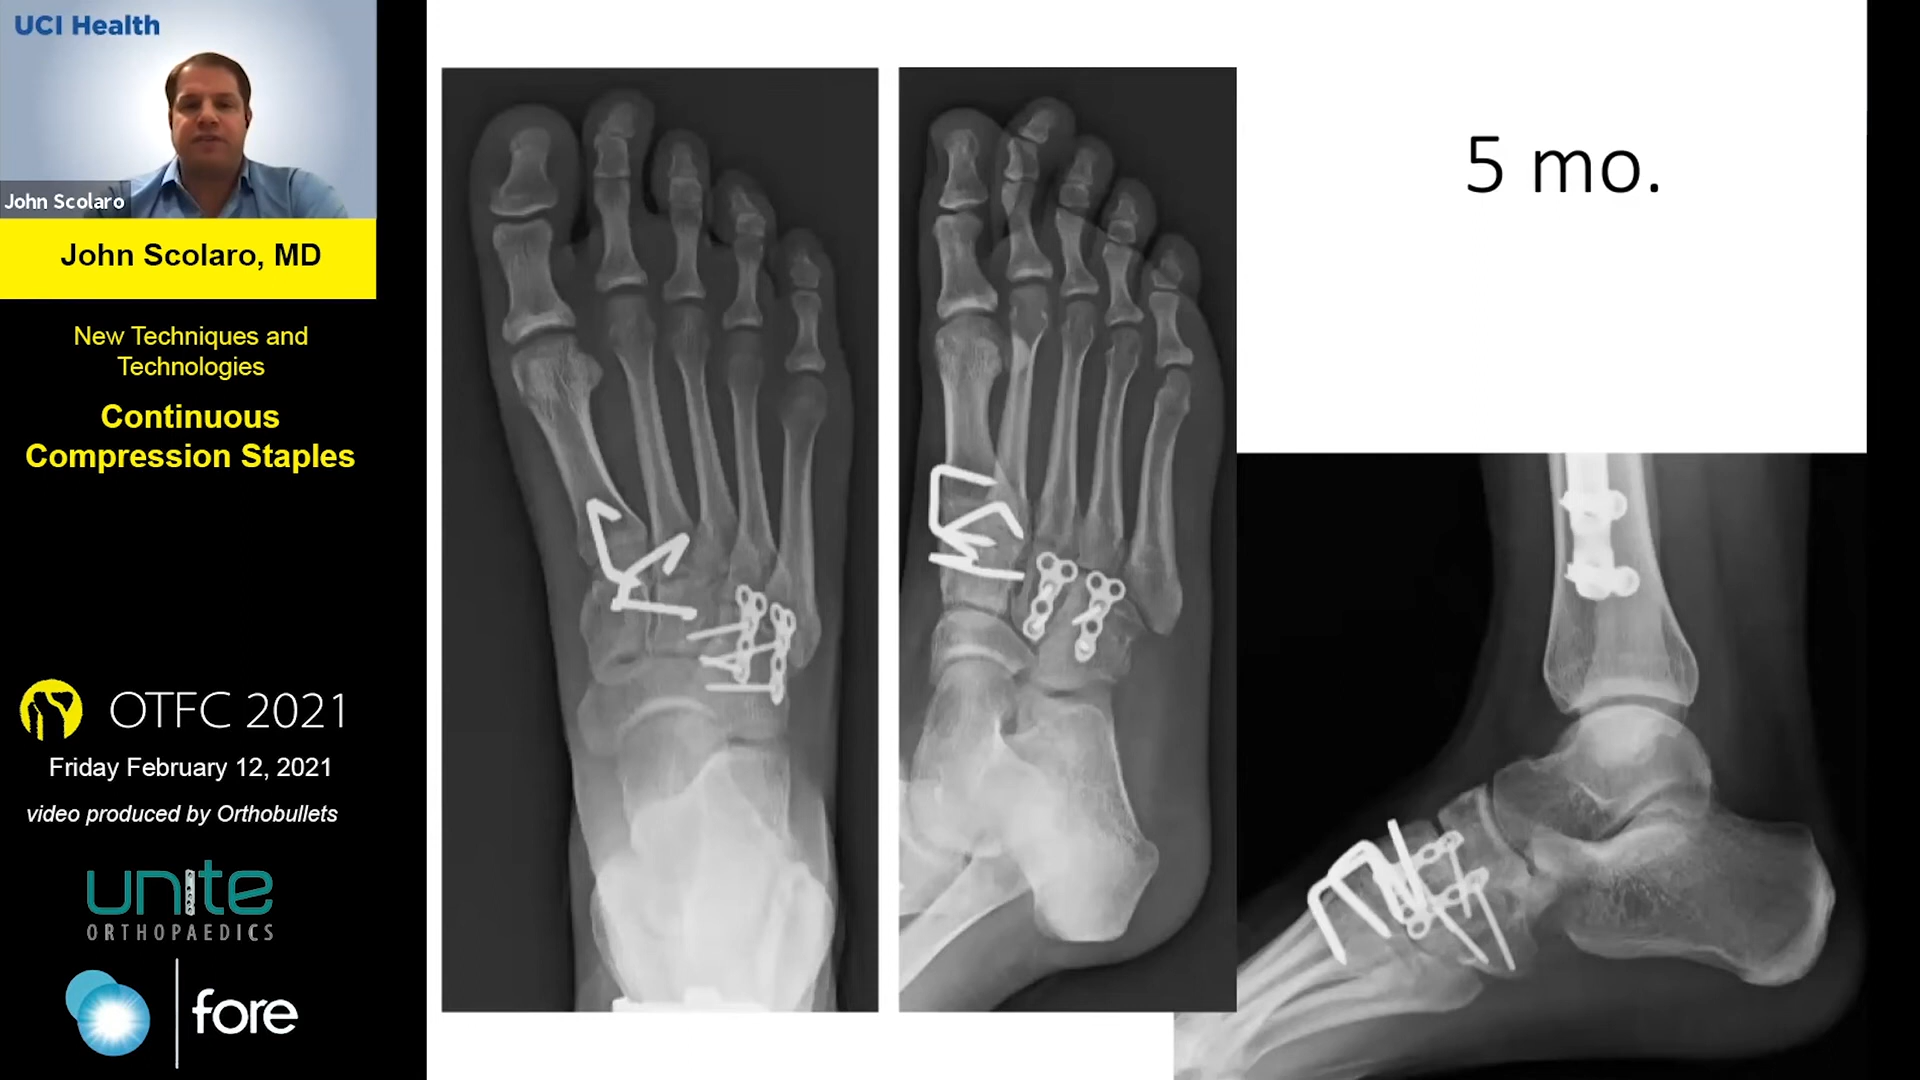 UCI Health
John Scolaro
John Scolaro, MD
New Techniques and
Technologies
Continuous
Compression Staples
OTFC 2021
Friday February 12, 2021
video produced by Orthobullets
unite
ORTHOPAEDICS
fore
5 mo.